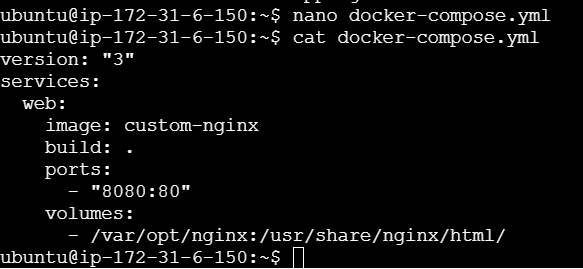 ubuntu@ip-172-31-6-150:~$ nano docker-compose.yml
ubuntu@ip-172-31-6-150:~$ cat docker-compose.yml
version: "3"
services:
  web:
    image: custom-nginx
    build: .
    ports:
      - "8080:80"
    volumes:
      - /var/opt/nginx:/usr/share/nginx/html/
ubuntu@ip-172-31-6-150:~$